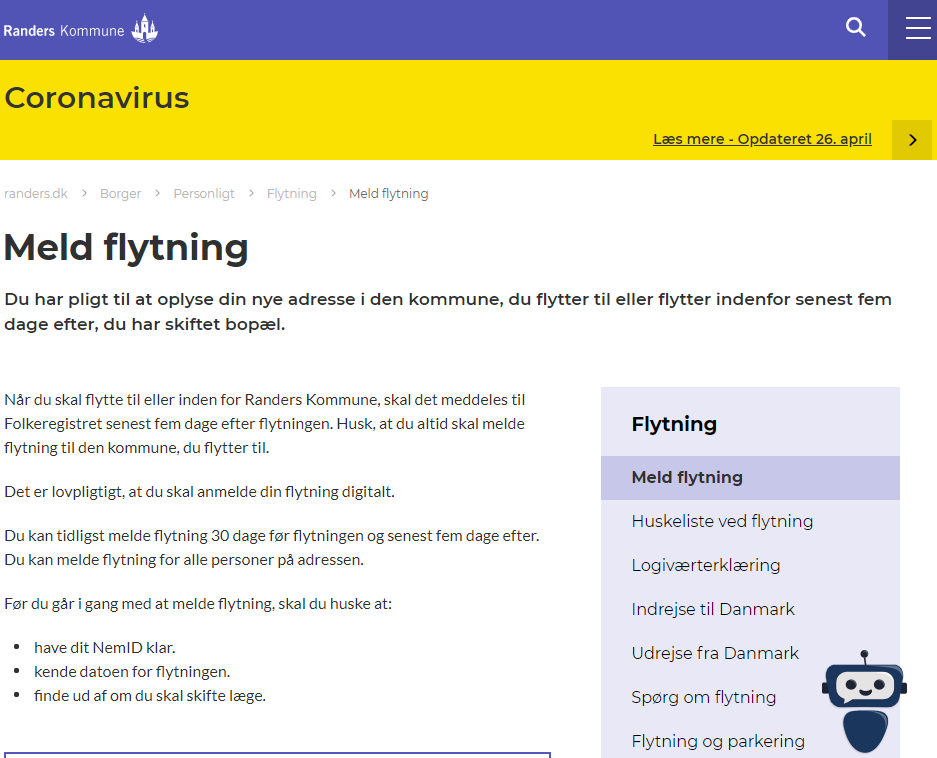 Randers Kommune
Coronavirus
Læs mere - Opdateret 26. april
randers.dk > Borger > Personligt > Flytning > Meld flytning
Meld flytning
Du har pligt til at oplyse din nye adresse i den kommune, du flytter til eller flytter indenfor senest fem
dage efter, du har skiftet bopæl.
Når du skal flytte til eller inden for Randers Kommune, skal det meddeles til
Folkeregistret senest fem dage efter flytningen. Husk, at du altid skal melde
flytning til den kommune, du flytter til.
Det er lovpligtigt, at du skal anmelde din flytning digitalt.
Du kan tidligst melde flytning 30 dage før flytningen og senest fem dage efter.
Du kan melde flytning for alle personer på adressen.
Før du går i gang med at melde flytning, skal du huske at:
• have dit NemID klar.
• kende datoen for flytningen.
• finde ud af om du skal skifte læge.
Flytning
Meld flytning
Huskeliste ved flytning
Logiværterklæring
Indrejse til Danmark
Udrejse fra Danmark
Spørg om flytning
Flytning og parkering